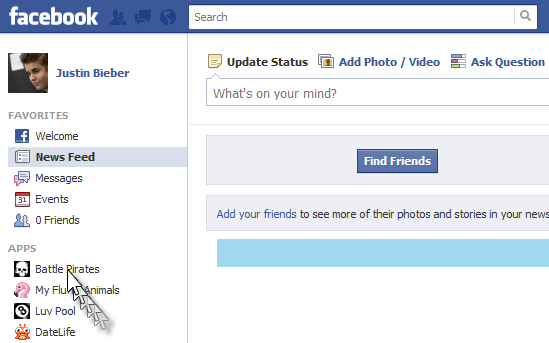 facebook
Search
Justin Bieber
FAVORITES
Welcome
News Feed
Messages
31
Events
0 Friends
APPS
Battle Pirates
My Fluffy Animals
Luv Pool
DateLife
Update Status
Add Photo / Video
Ask Question
What's on your mind?
Find Friends
Add your friends to see more of their photos and stories in your news